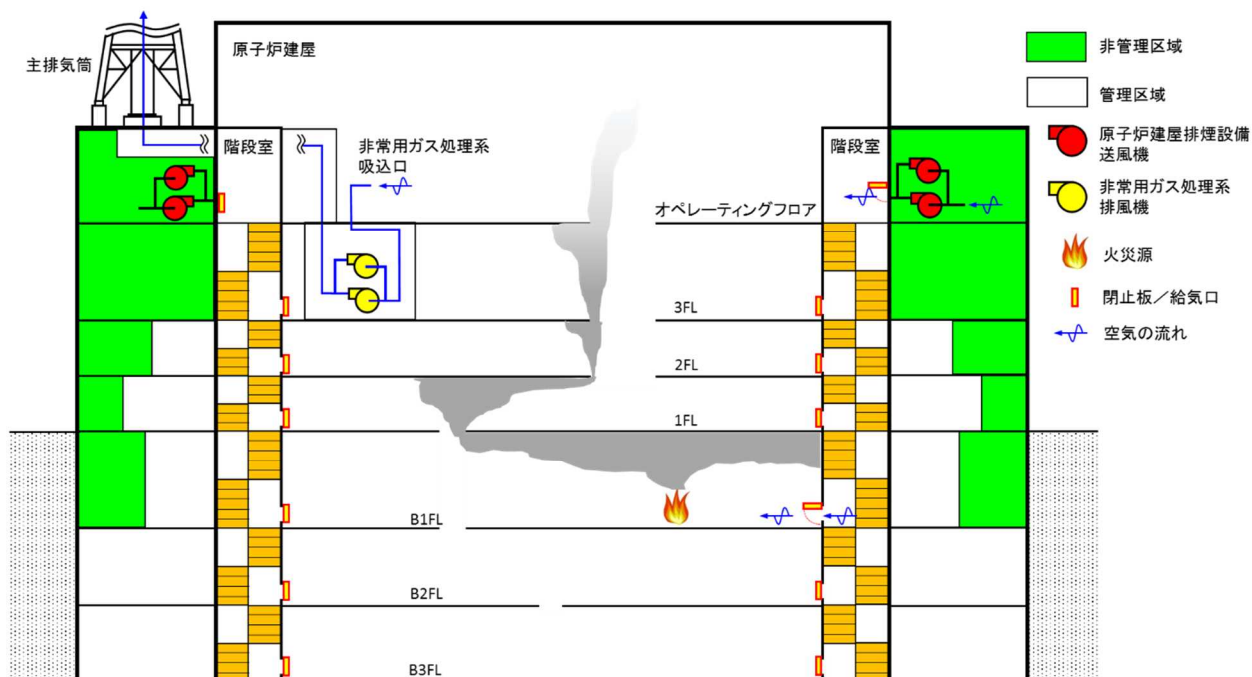 原子炉建屋
主排気筒
階段室
非常用ガス処理系
吸込口
階段室
オペレーティングフロア
3FL
2FL
1FL
B1FL
B2FL
B3FL
非管理区域
管理区域
原子炉建屋排煙設備
送風機
非常用ガス処理系
排風機
火災源
閉止板／給気口
空気の流れ